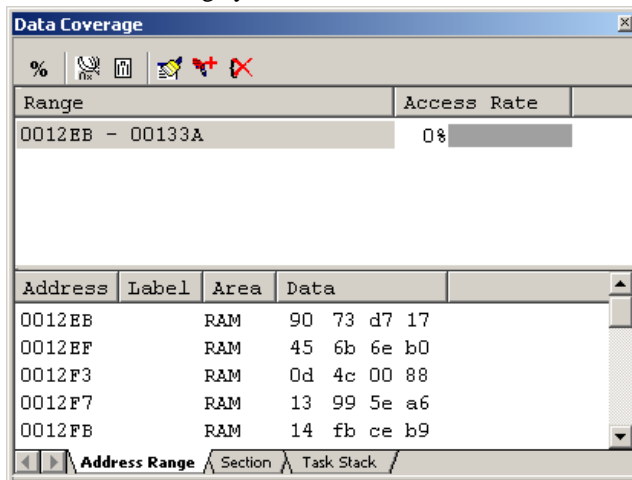 Data Coverage
%
Range Access Rate
0012EB - 00133A 0%
Address Label Area Data
0012EB RAM 90 73 d7 17
0012EF RAM 45 6b 6e b0
0012F3 RAM 0d 4c 00 88
0012F7 RAM 13 99 5e a6
0012FB RAM 14 fb ce b9
Address Range Section Task Stack